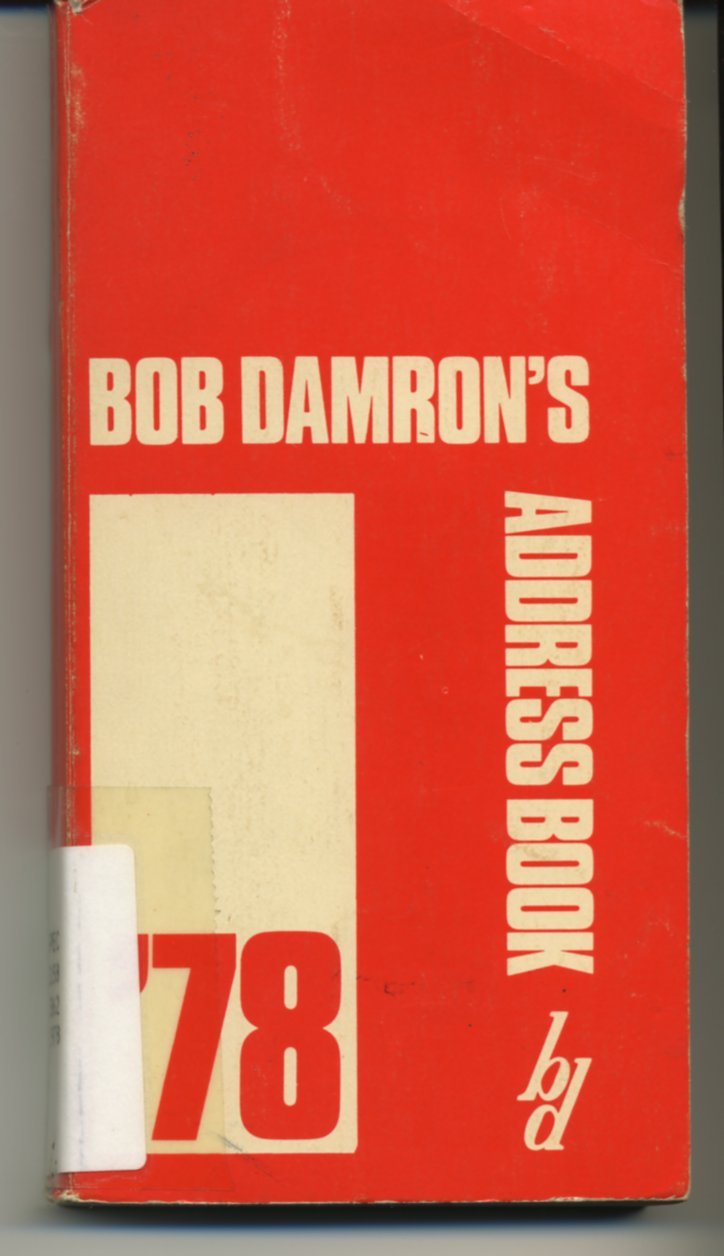 BOB DAMRON'S
ADDRESS BOOK
'78
bd